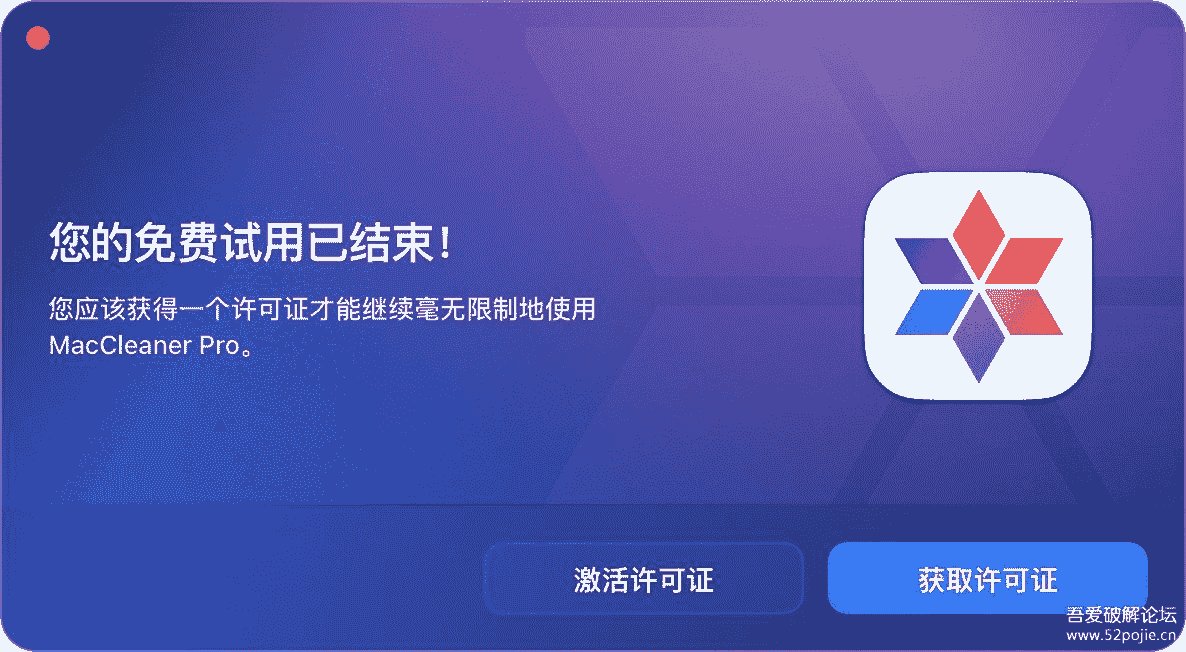 您的免费试用已结束！
您应该获得一个许可证才能继续毫无限制地使用
MacCleaner Pro。
激活许可证
获取许可证
吾爱破解论坛
www.52pojie.cn